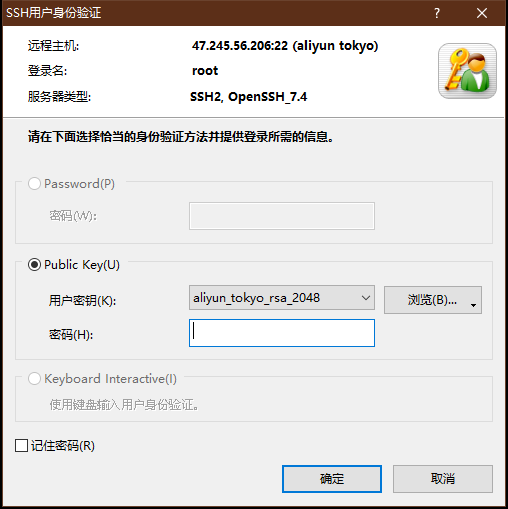 SSH用户身份验证
远程主机: 47.245.56.206:22 (aliyun tokyo)
登录名: root
服务器类型: SSH2, OpenSSH_7.4
请在下面选择恰当的身份验证方法并提供登录所需的信息。
Password(P)
密码(W):
Public Key(U)
用户密钥(K): aliyun_tokyo_rsa_2048 浏览(B)...
密码(H):
Keyboard Interactive(I)
使用键盘输入用户身份验证。
记住密码(R)
确定 取消